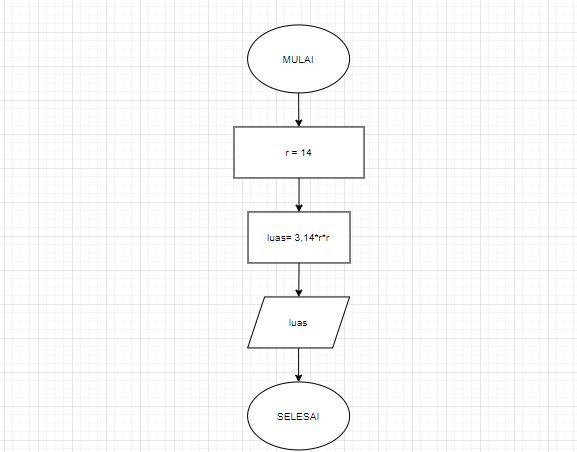 MULAI
r = 14
luas= 3,14*r*r
luas
SELESAI